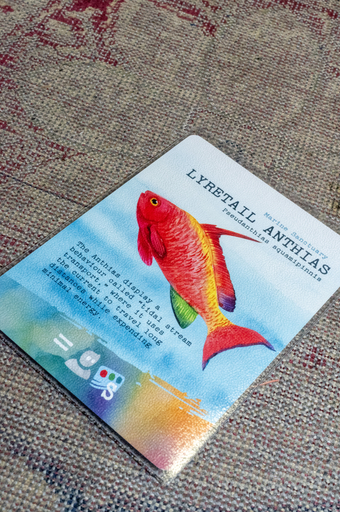 Marine Sanctuary
LYRETAIL ANTHIAS
Pseudanthias squamipinnis
The Anthias display a
behaviour called "tidal stream
transport," where it uses
the current to travel long
distances while expending
minimal energy.
=
S